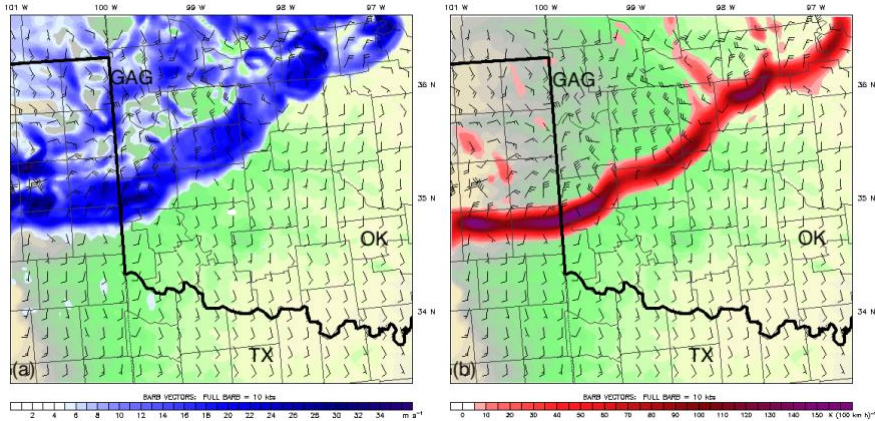 101 W 100 W 99 W 98 W 97 W 101 W 100 W 99 W 98 W 97 W
GAG GAG
36 N 36 N
35 N 35 N
OK OK
34 N 34 N
(a) TX (b) TX
BARB VECTORS: FULL BARB = 10 kts BARB VECTORS: FULL BARB = 10 kts
2 4 6 8 10 12 14 16 18 20 22 24 26 28 30 32 34 m s⁻¹ 0 10 20 30 40 50 60 70 80 90 100 110 120 130 140 150 K (100 km h)⁻¹